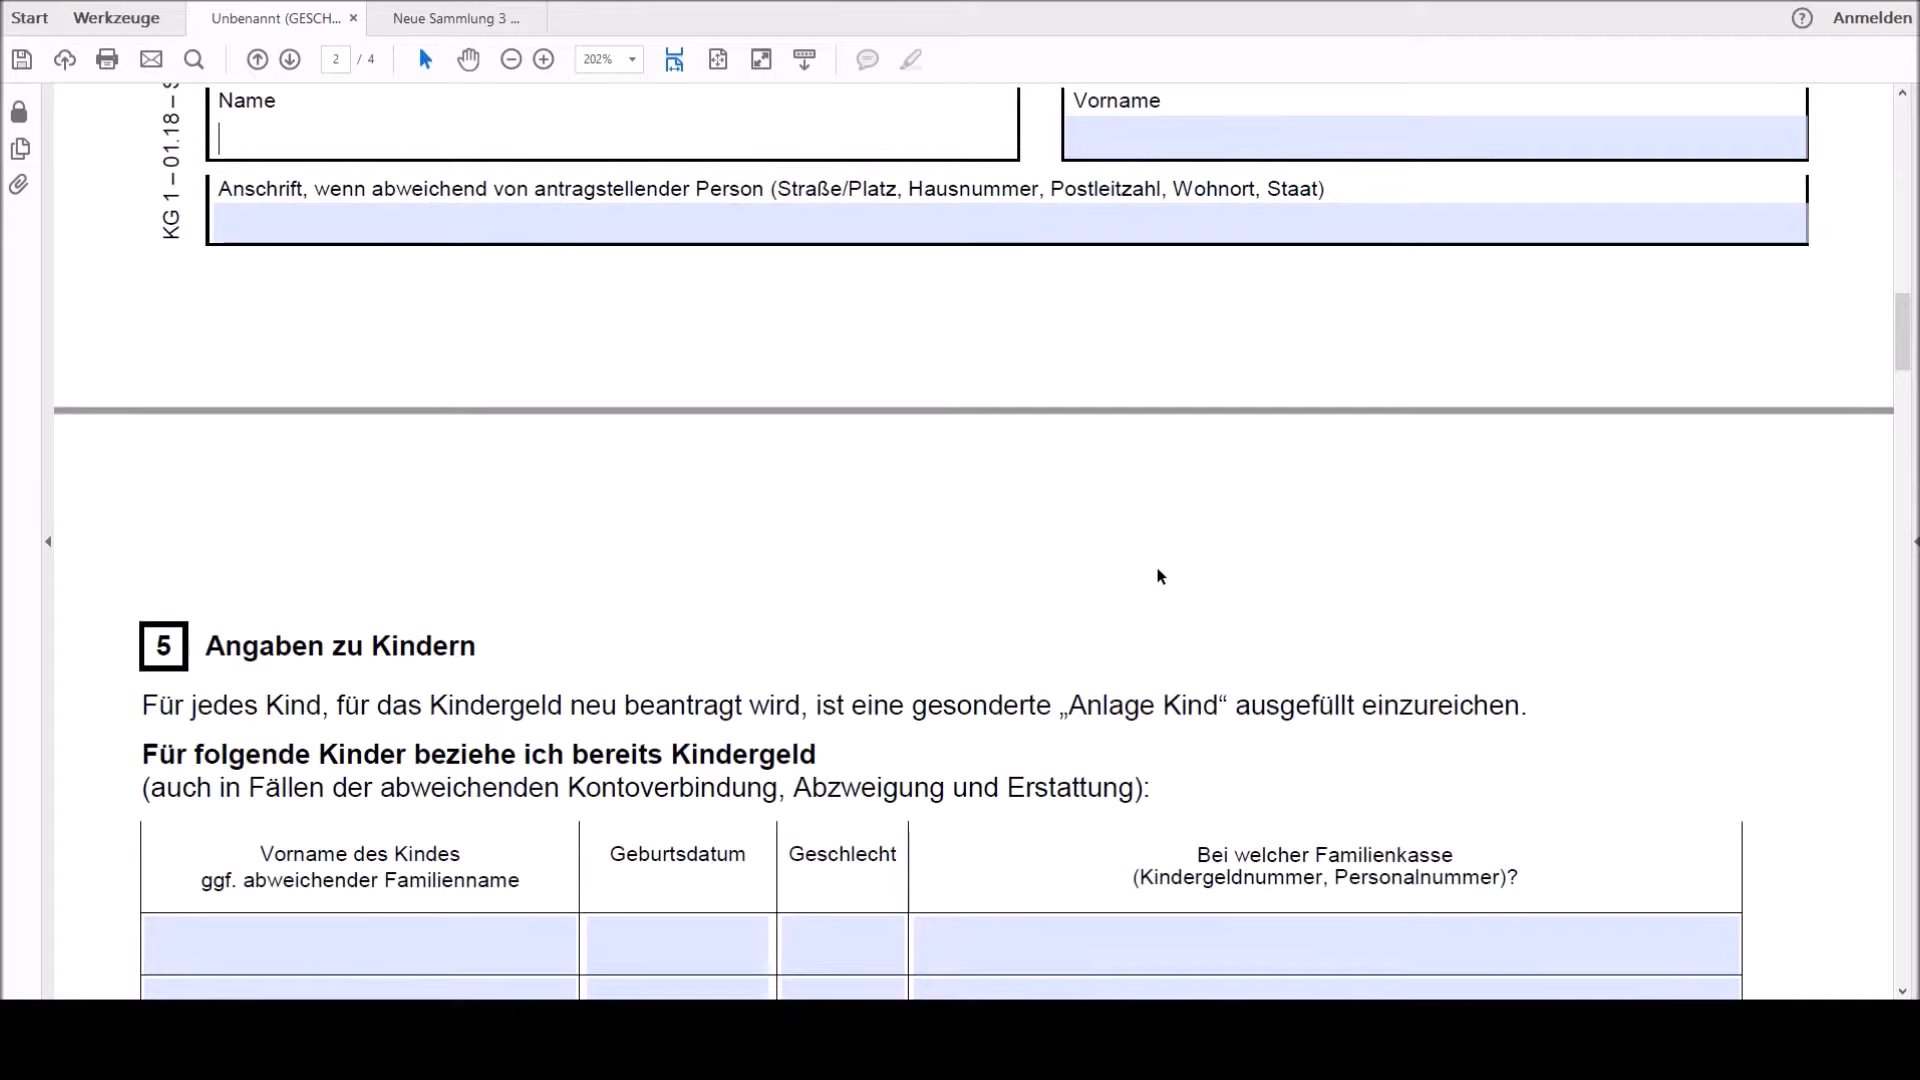 Start Werkzeuge Unbenannt (GESCH... × Neue Sammlung 3 ... ? Anmelden
2 / 4 202%
KG 1 – 01.18 –
Name Vorname
Anschrift, wenn abweichend von antragstellender Person (Straße/Platz, Hausnummer, Postleitzahl, Wohnort, Staat)
5 Angaben zu Kindern
Für jedes Kind, für das Kindergeld neu beantragt wird, ist eine gesonderte „Anlage Kind“ ausgefüllt einzureichen.
Für folgende Kinder beziehe ich bereits Kindergeld
(auch in Fällen der abweichenden Kontoverbindung, Abzweigung und Erstattung):
Vorname des Kindes
ggf. abweichender Familienname
Geburtsdatum
Geschlecht
Bei welcher Familienkasse
(Kindergeldnummer, Personalnummer)?